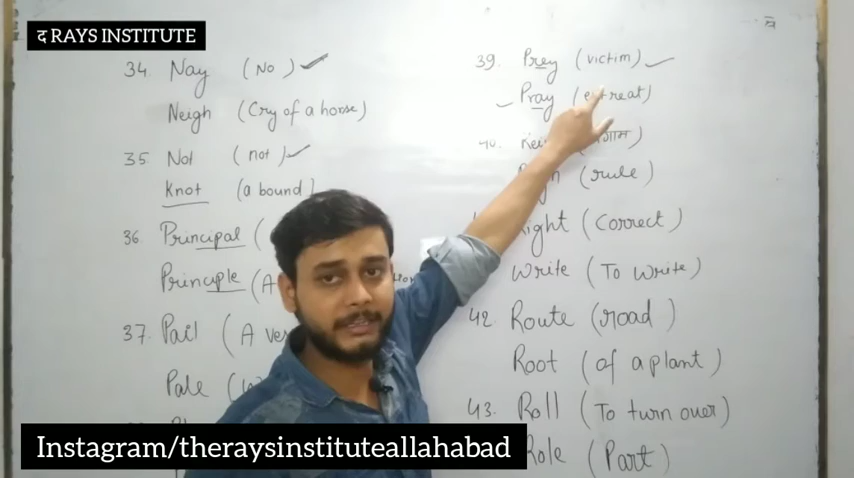 द RAYS INSTITUTE
34. Nay (No)
Neigh (Cry of a horse)
35. Not (not)
Knot (a bound)
36. Principal (
Principle (A
37. Pail (A ves
Pale (
39. Prey (victim)
Pray (entreat)
40.
(rule)
Right (Correct)
Write (To write)
42. Route (road)
Root (of a plant)
43. Roll (To turn over)
Role (Part)
Instagram/theraysinstituteallahabad